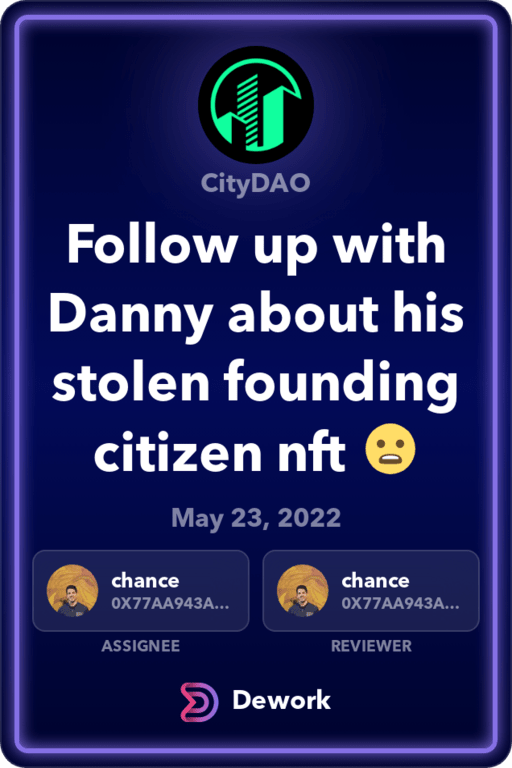 CityDAO
Follow up with
Danny about his
stolen founding
citizen nft 😦
May 23, 2022
chance
0X77AA943A...
ASSIGNEE
chance
0X77AA943A...
REVIEWER
Dework